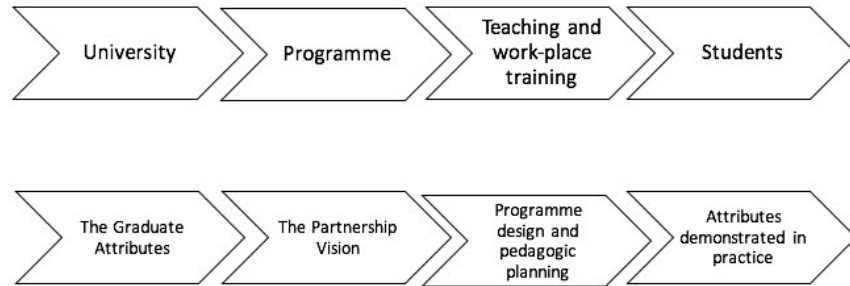 University
Programme
Teaching and
work-place
training
Students
The Graduate
Attributes
The Partnership
Vision
Programme
design and
pedagogic
planning
Attributes
demonstrated in
practice